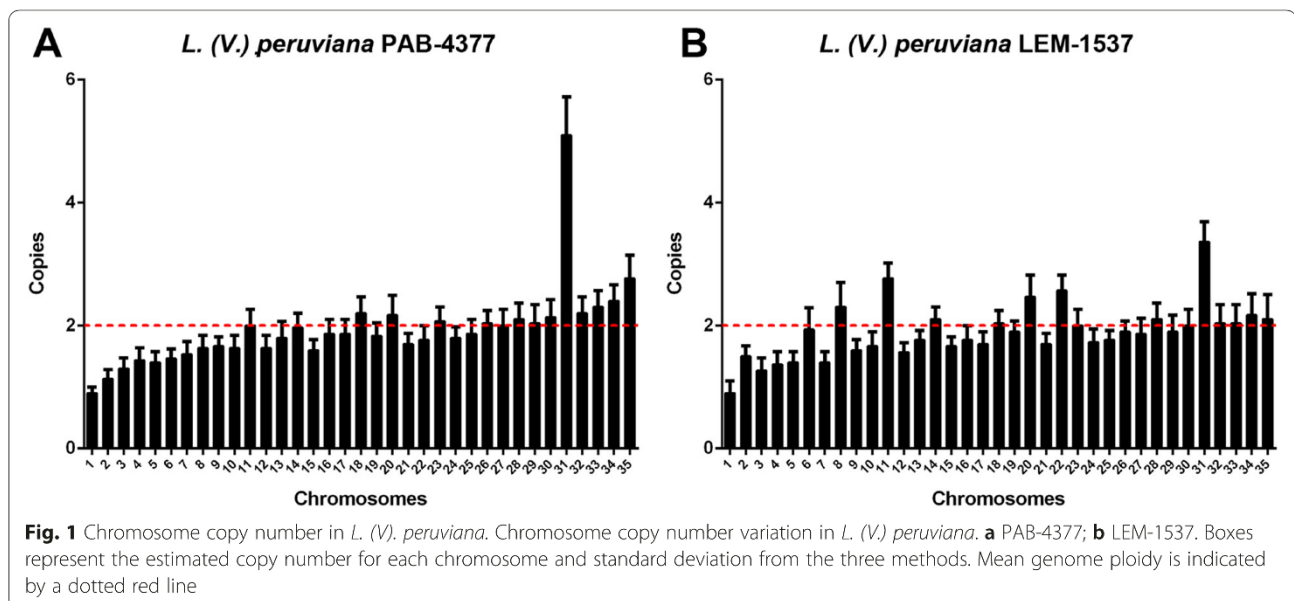 A
L. (V.) peruviana PAB-4377
Copies
6
4
2
0
1 2 3 4 5 6 7 8 9 10 11 12 13 14 15 16 17 18 19 20 21 22 23 24 25 26 27 28 29 30 31 32 33 34 35
Chromosomes
B
L. (V.) peruviana LEM-1537
Copies
6
4
2
0
1 2 3 4 5 6 7 8 9 10 11 12 13 14 15 16 17 18 19 20 21 22 23 24 25 26 27 28 29 30 31 32 33 34 35
Chromosomes
Fig. 1 Chromosome copy number in L. (V). peruviana. Chromosome copy number variation in L. (V.) peruviana. a PAB-4377; b LEM-1537. Boxes
represent the estimated copy number for each chromosome and standard deviation from the three methods. Mean genome ploidy is indicated
by a dotted red line